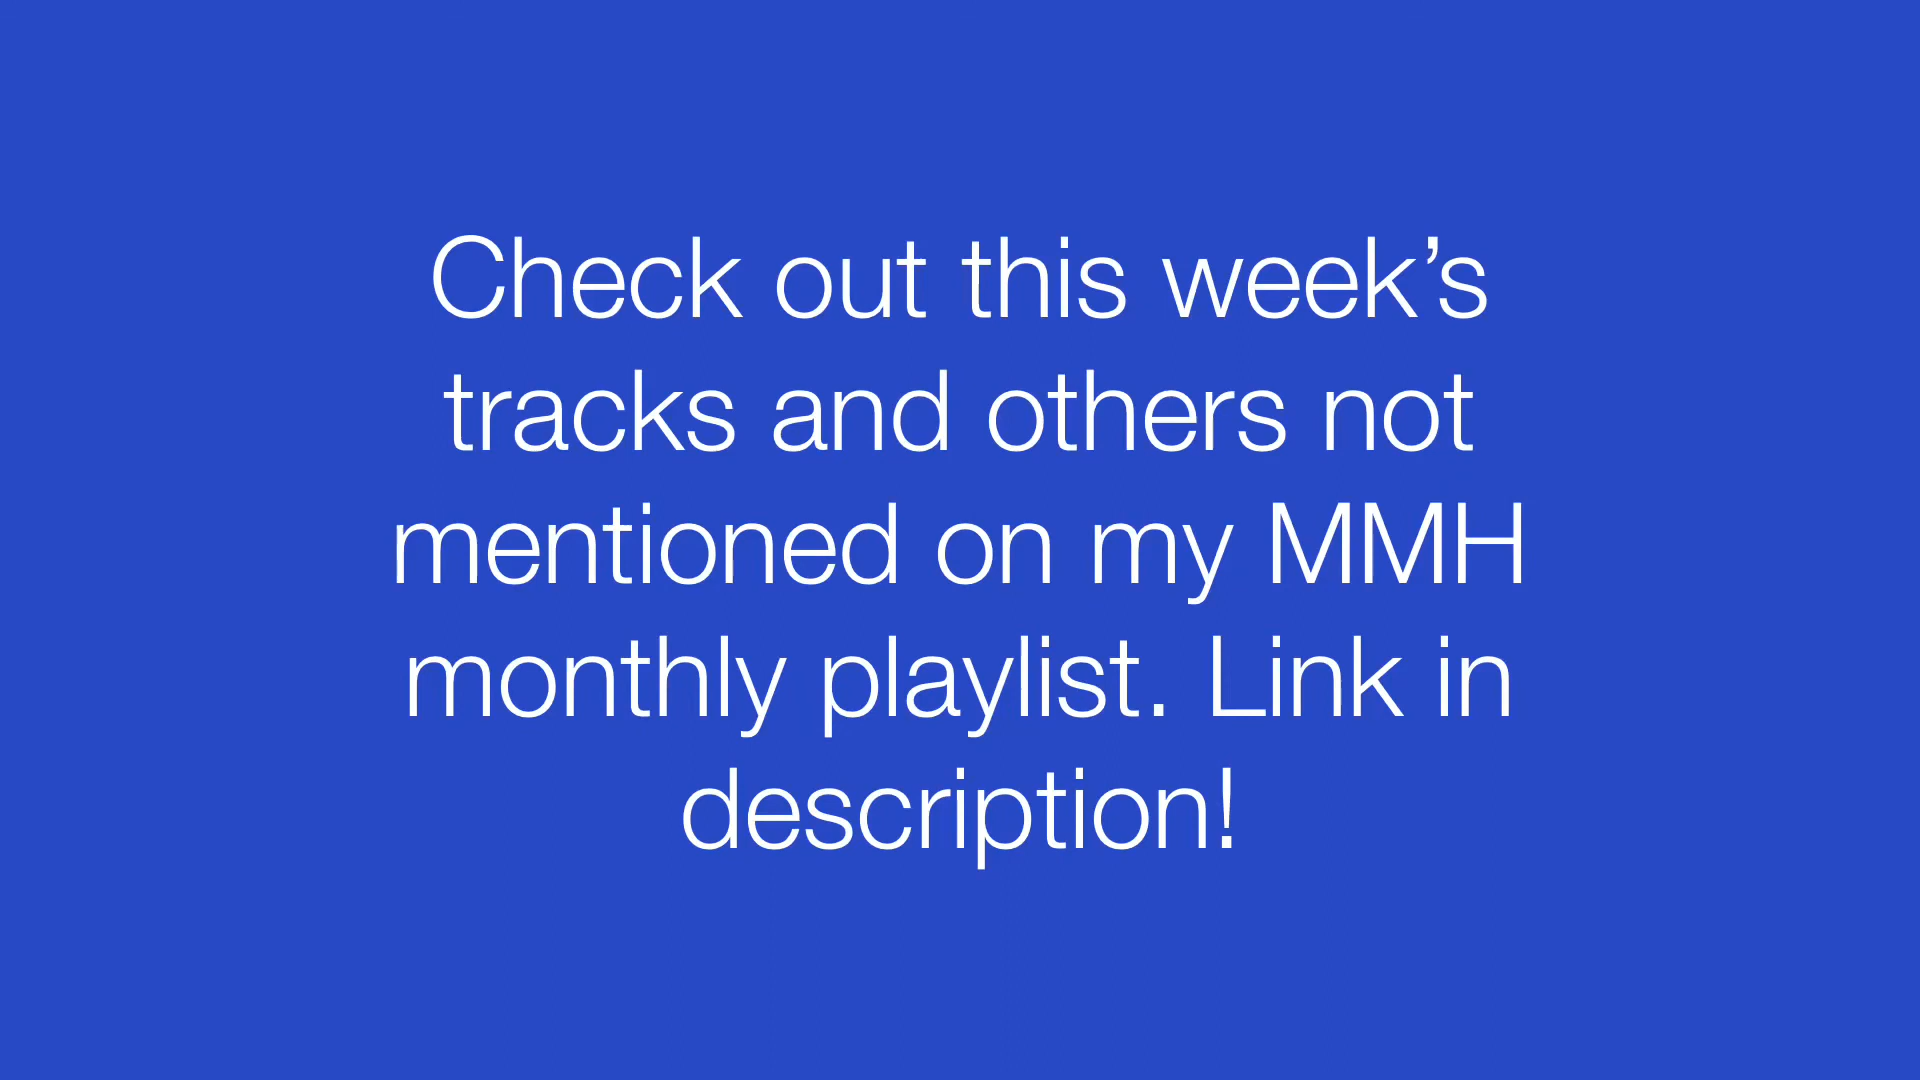 Check out this week’s
tracks and others not
mentioned on my MMH
monthly playlist. Link in
description!